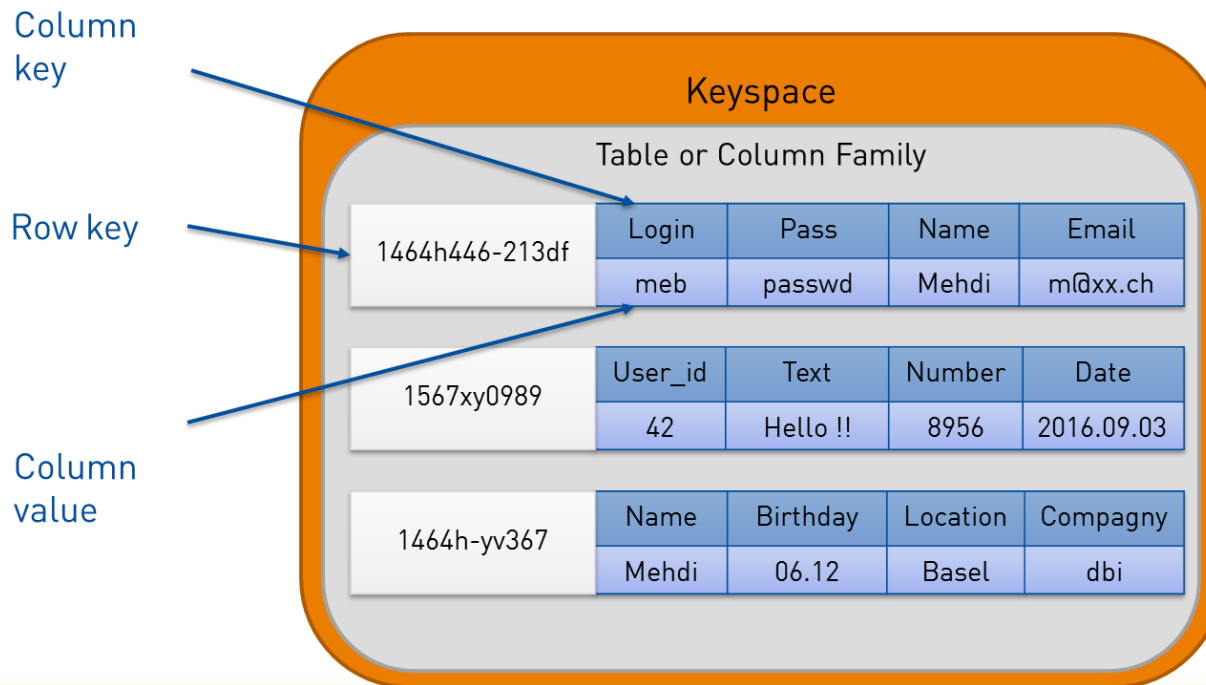 Column
key
Keyspace
Table or Column Family
Row key
1464h446-213df
Login Pass Name Email
meb passwd Mehdi m@xx.ch
1567xy0989
User_id Text Number Date
42 Hello !! 8956 2016.09.03
Column
value
1464h-yv367
Name Birthday Location Compagny
Mehdi 06.12 Basel dbi